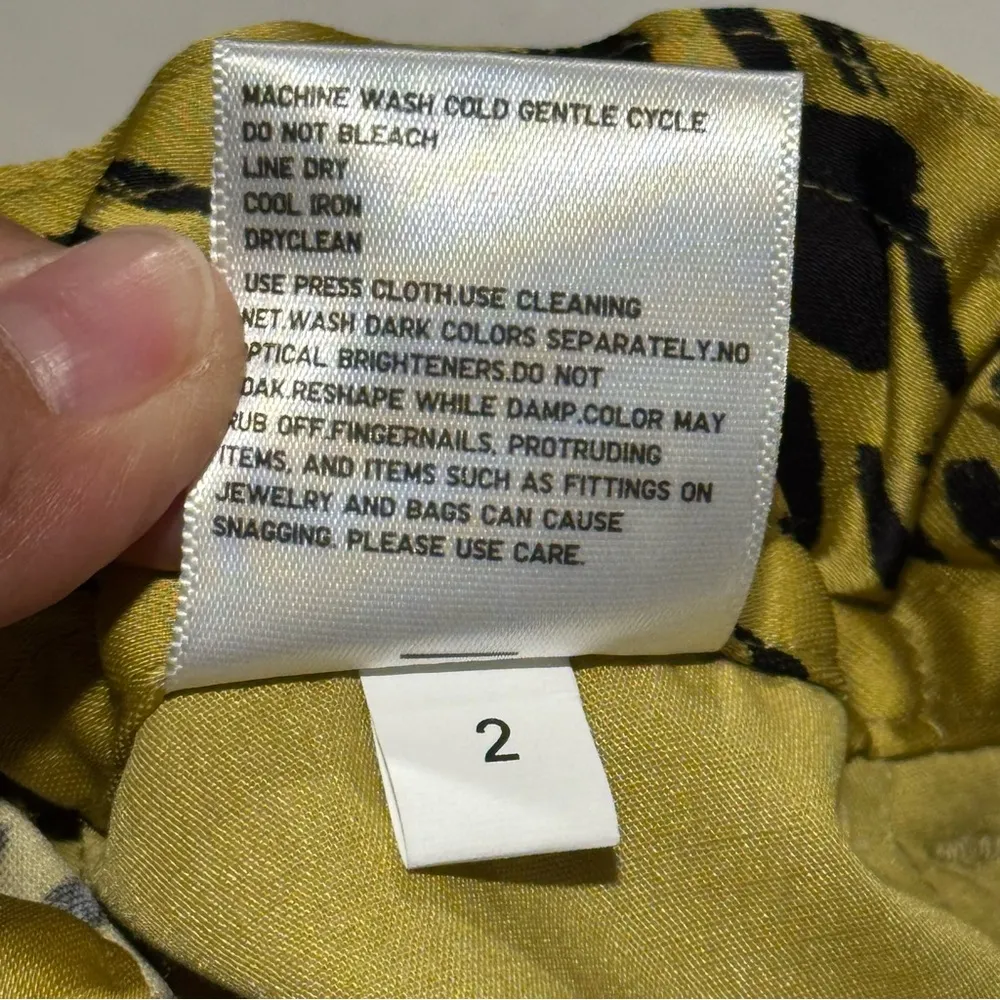 MACHINE WASH COLD GENTLE CYCLE
DO NOT BLEACH
LINE DRY
COOL IRON
DRYCLEAN
USE PRESS CLOTH.USE CLEANING
NET.WASH DARK COLORS SEPARATELY.NO
OPTICAL BRIGHTENERS.DO NOT
SOAK.RESHAPE WHILE DAMP.COLOR MAY
RUB OFF.FINGERNAILS, PROTRUDING
ITEMS, AND ITEMS SUCH AS FITTINGS ON
JEWELRY AND BAGS CAN CAUSE
SNAGGING. PLEASE USE CARE.
2